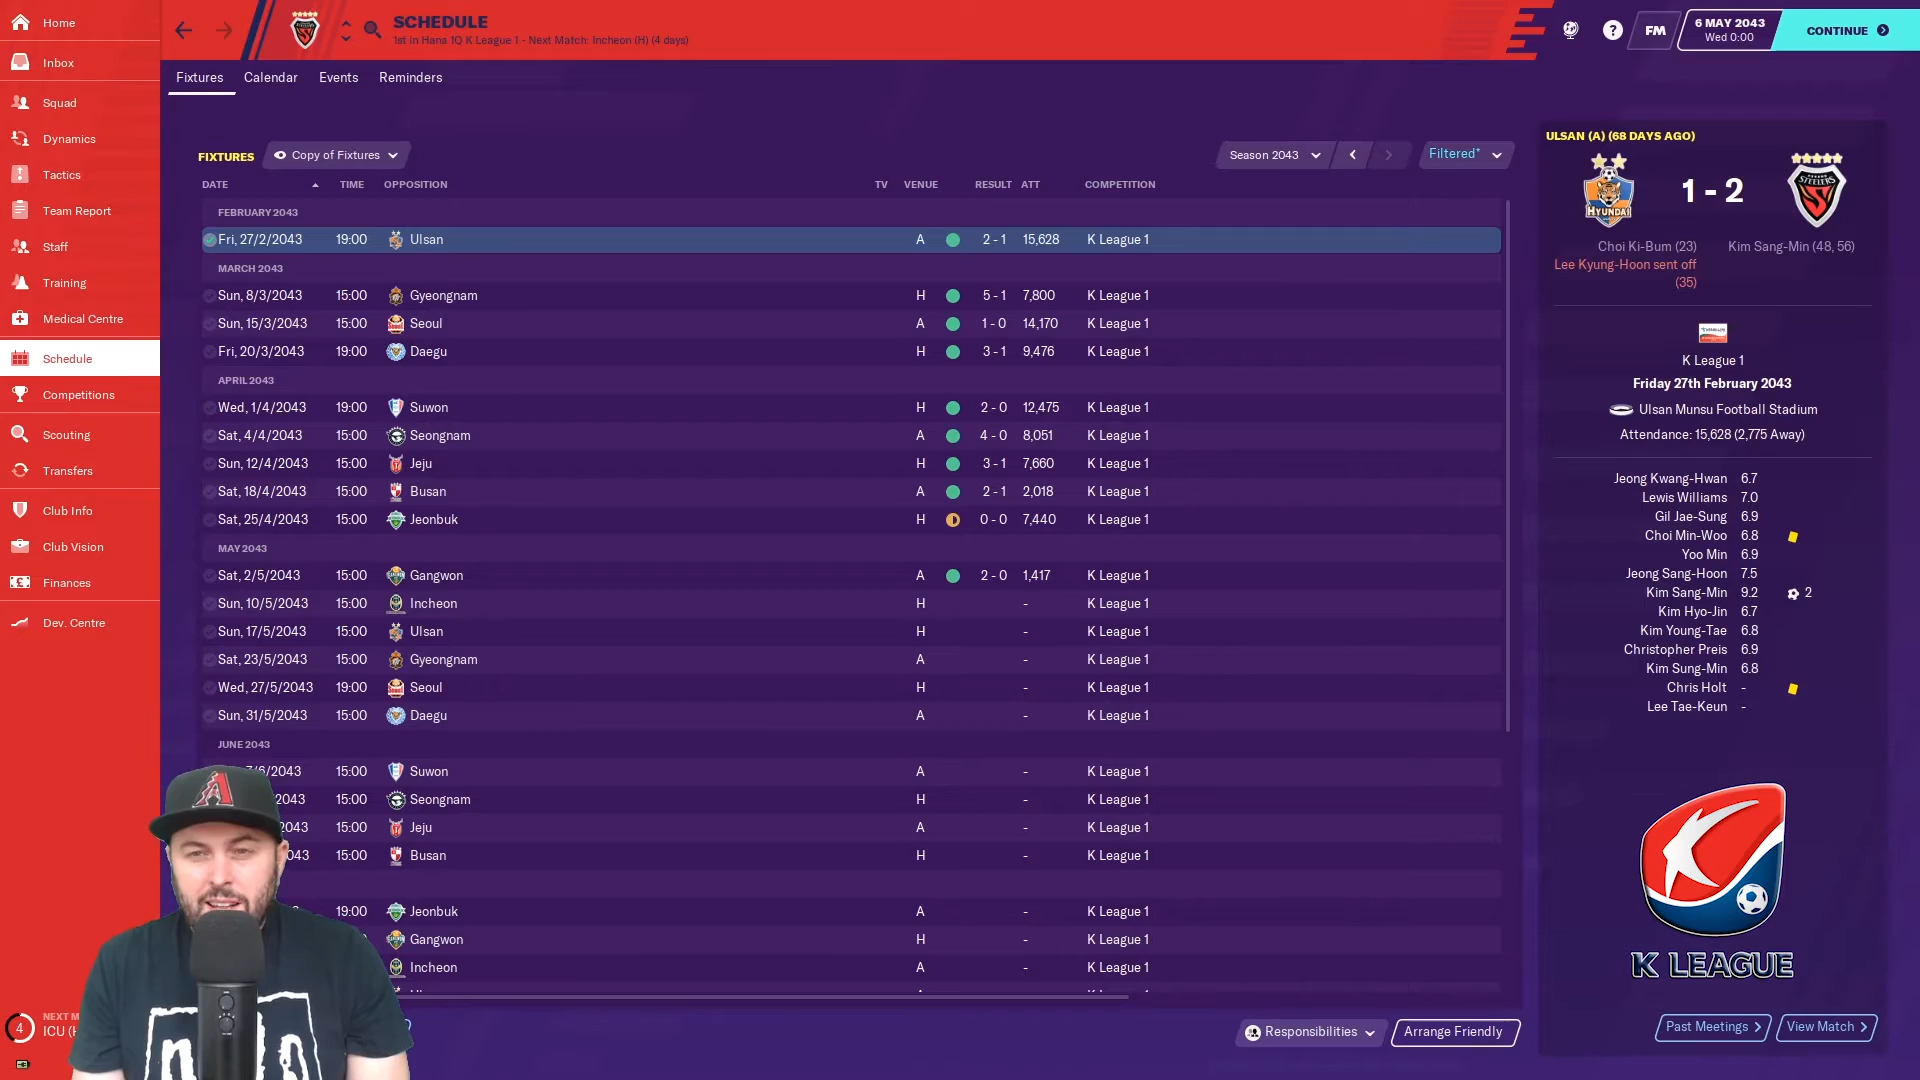 Home
Inbox
Squad
Dynamics
Tactics
Team Report
Staff
Training
Medical Centre
Schedule
Competitions
Scouting
Transfers
Club Info
Club Vision
Finances
Dev. Centre
4
NEXT M
SCHEDULE
1st in Hana 1Q K League 1 - Next Match: Incheon (H) (4 days)
?
FM
6 MAY 2043
Wed 0:00
CONTINUE
Fixtures Calendar Events Reminders
FIXTURES Copy of Fixtures Season 2043 Filtered*
DATE TIME OPPOSITION TV VENUE RESULT ATT COMPETITION
FEBRUARY 2043
Fri, 27/2/2043 19:00 Ulsan A 2 - 1 15,628 K League 1
MARCH 2043
Sun, 8/3/2043 15:00 Gyeongnam H 5 - 1 7,800 K League 1
Sun, 15/3/2043 15:00 Seoul A 1 - 0 14,170 K League 1
Fri, 20/3/2043 19:00 Daegu H 3 - 1 9,476 K League 1
APRIL 2043
Wed, 1/4/2043 19:00 Suwon H 2 - 0 12,475 K League 1
Sat, 4/4/2043 15:00 Seongnam A 4 - 0 8,051 K League 1
Sun, 12/4/2043 15:00 Jeju H 3 - 1 7,660 K League 1
Sat, 18/4/2043 15:00 Busan A 2 - 1 2,018 K League 1
Sat, 25/4/2043 15:00 Jeonbuk H 0 - 0 7,440 K League 1
MAY 2043
Sat, 2/5/2043 15:00 Gangwon A 2 - 0 1,417 K League 1
Sun, 10/5/2043 15:00 Incheon H - K League 1
Sun, 17/5/2043 15:00 Ulsan H - K League 1
Sat, 23/5/2043 15:00 Gyeongnam A - K League 1
Wed, 27/5/2043 19:00 Seoul H - K League 1
Sun, 31/5/2043 15:00 Daegu A - K League 1
JUNE 2043
7/6/2043 15:00 Suwon A - K League 1
2043 15:00 Seongnam H - K League 1
2043 15:00 Jeju A - K League 1
043 15:00 Busan H - K League 1
19:00 Jeonbuk A - K League 1
Gangwon H - K League 1
Incheon A - K League 1
Responsibilities Arrange Friendly
ULSAN (A) (68 DAYS AGO)
HYUNDAI
1 - 2
STEELERS
Choi Ki-Bum (23) Kim Sang-Min (48, 56)
Lee Kyung-Hoon sent off
(35)
K League 1
Friday 27th February 2043
Ulsan Munsu Football Stadium
Attendance: 15,628 (2,775 Away)
Jeong Kwang-Hwan 6.7
Lewis Williams 7.0
Gil Jae-Sung 6.9
Choi Min-Woo 6.8
Yoo Min 6.9
Jeong Sang-Hoon 7.5
Kim Sang-Min 9.2 2
Kim Hyo-Jin 6.7
Kim Young-Tae 6.8
Christopher Preis 6.9
Kim Sung-Min 6.8
Chris Holt -
Lee Tae-Keun -
K LEAGUE
Past Meetings View Match
ICU (H
A